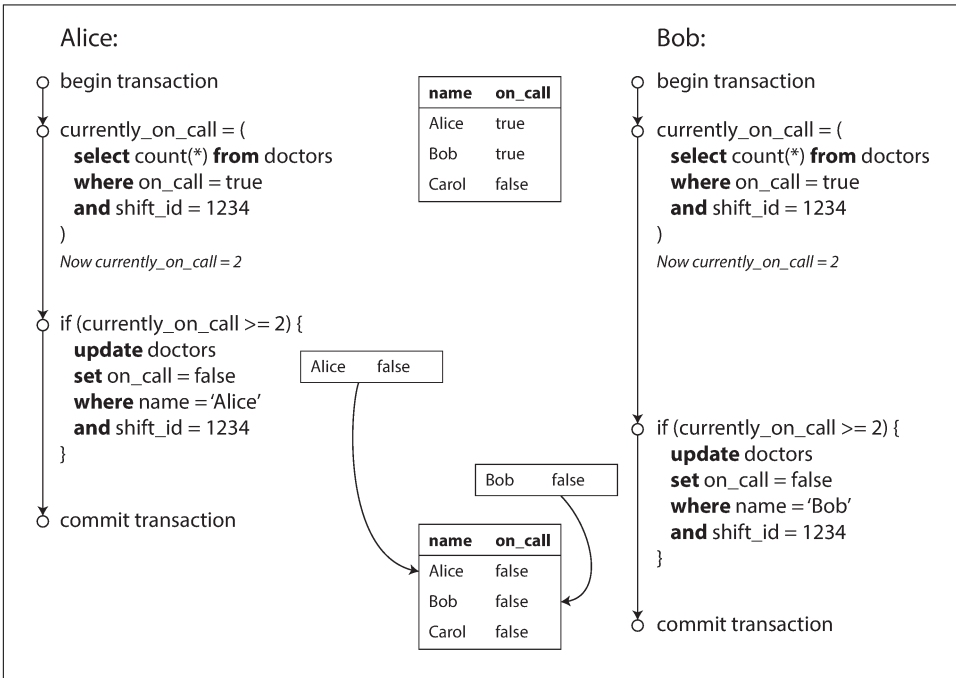 Alice:
begin transaction
currently_on_call = (
select count(*) from doctors
where on_call = true
and shift_id = 1234
)
Now currently_on_call = 2
if (currently_on_call >= 2) {
update doctors
set on_call = false
where name = ‘Alice’
and shift_id = 1234
}
commit transaction
name on_call
Alice true
Bob true
Carol false
Alice false
Bob false
name on_call
Alice false
Bob false
Carol false
Bob:
begin transaction
currently_on_call = (
select count(*) from doctors
where on_call = true
and shift_id = 1234
)
Now currently_on_call = 2
if (currently_on_call >= 2) {
update doctors
set on_call = false
where name = ‘Bob’
and shift_id = 1234
}
commit transaction